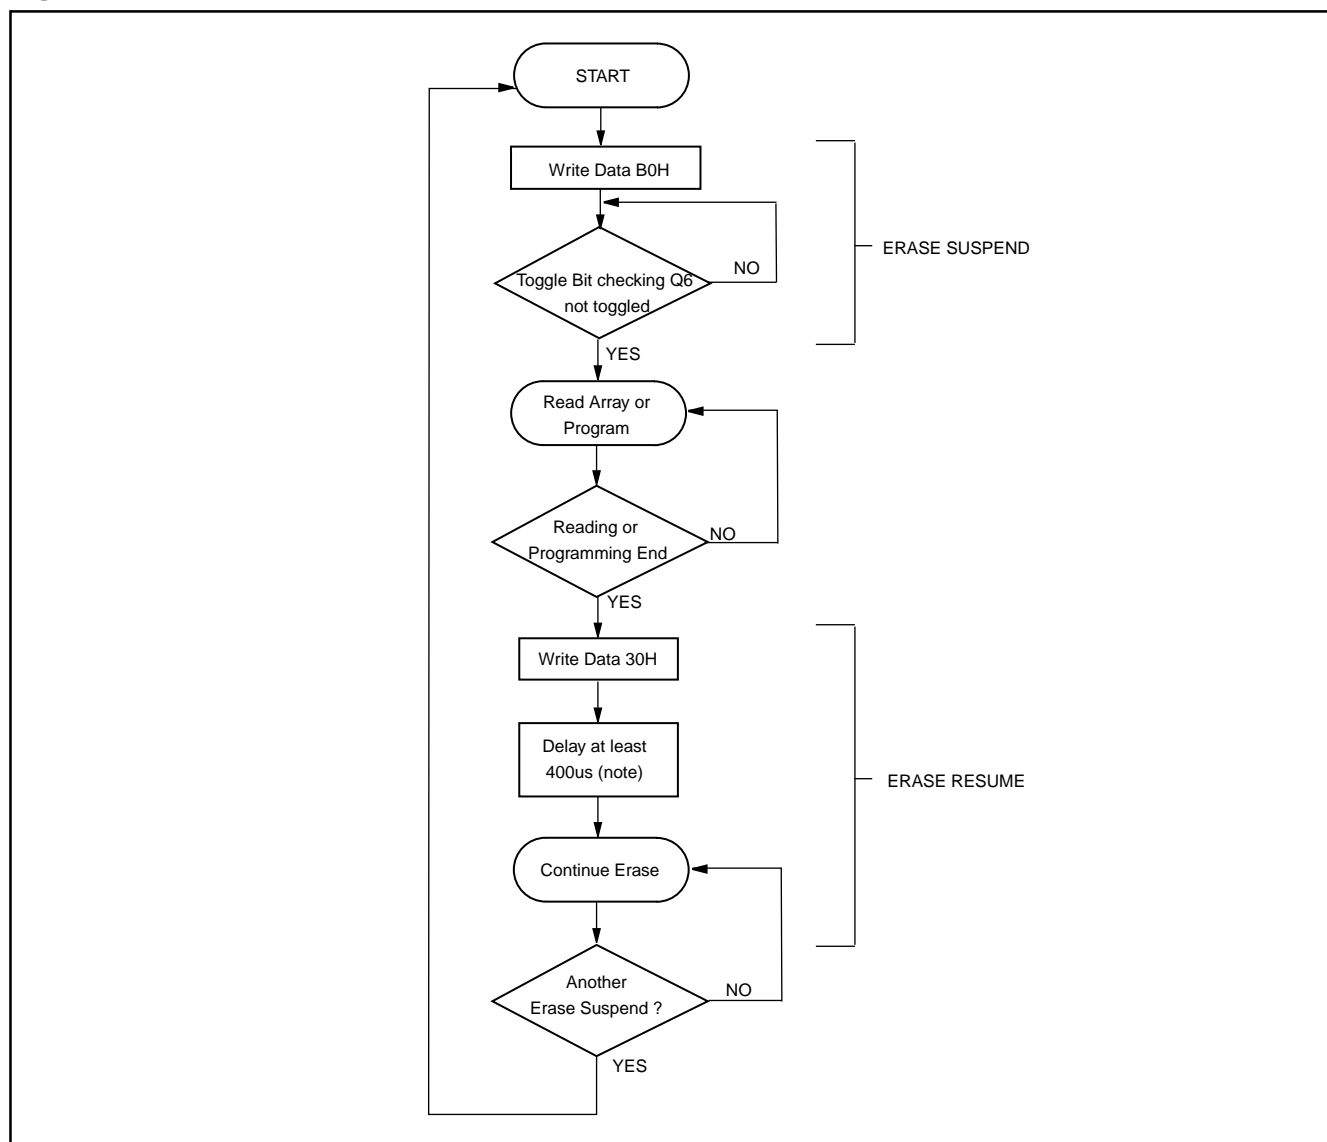 START
Write Data B0H
ERASE SUSPEND
NO
Toggle Bit checking Q6
not toggled
YES
Read Array or
Program
Reading or
NO
Programming End
YES
Write Data 30H
Delay at least
400us (note)
ERASE RESUME
Continue Erase
Another
NO
Erase Suspend ?
YES